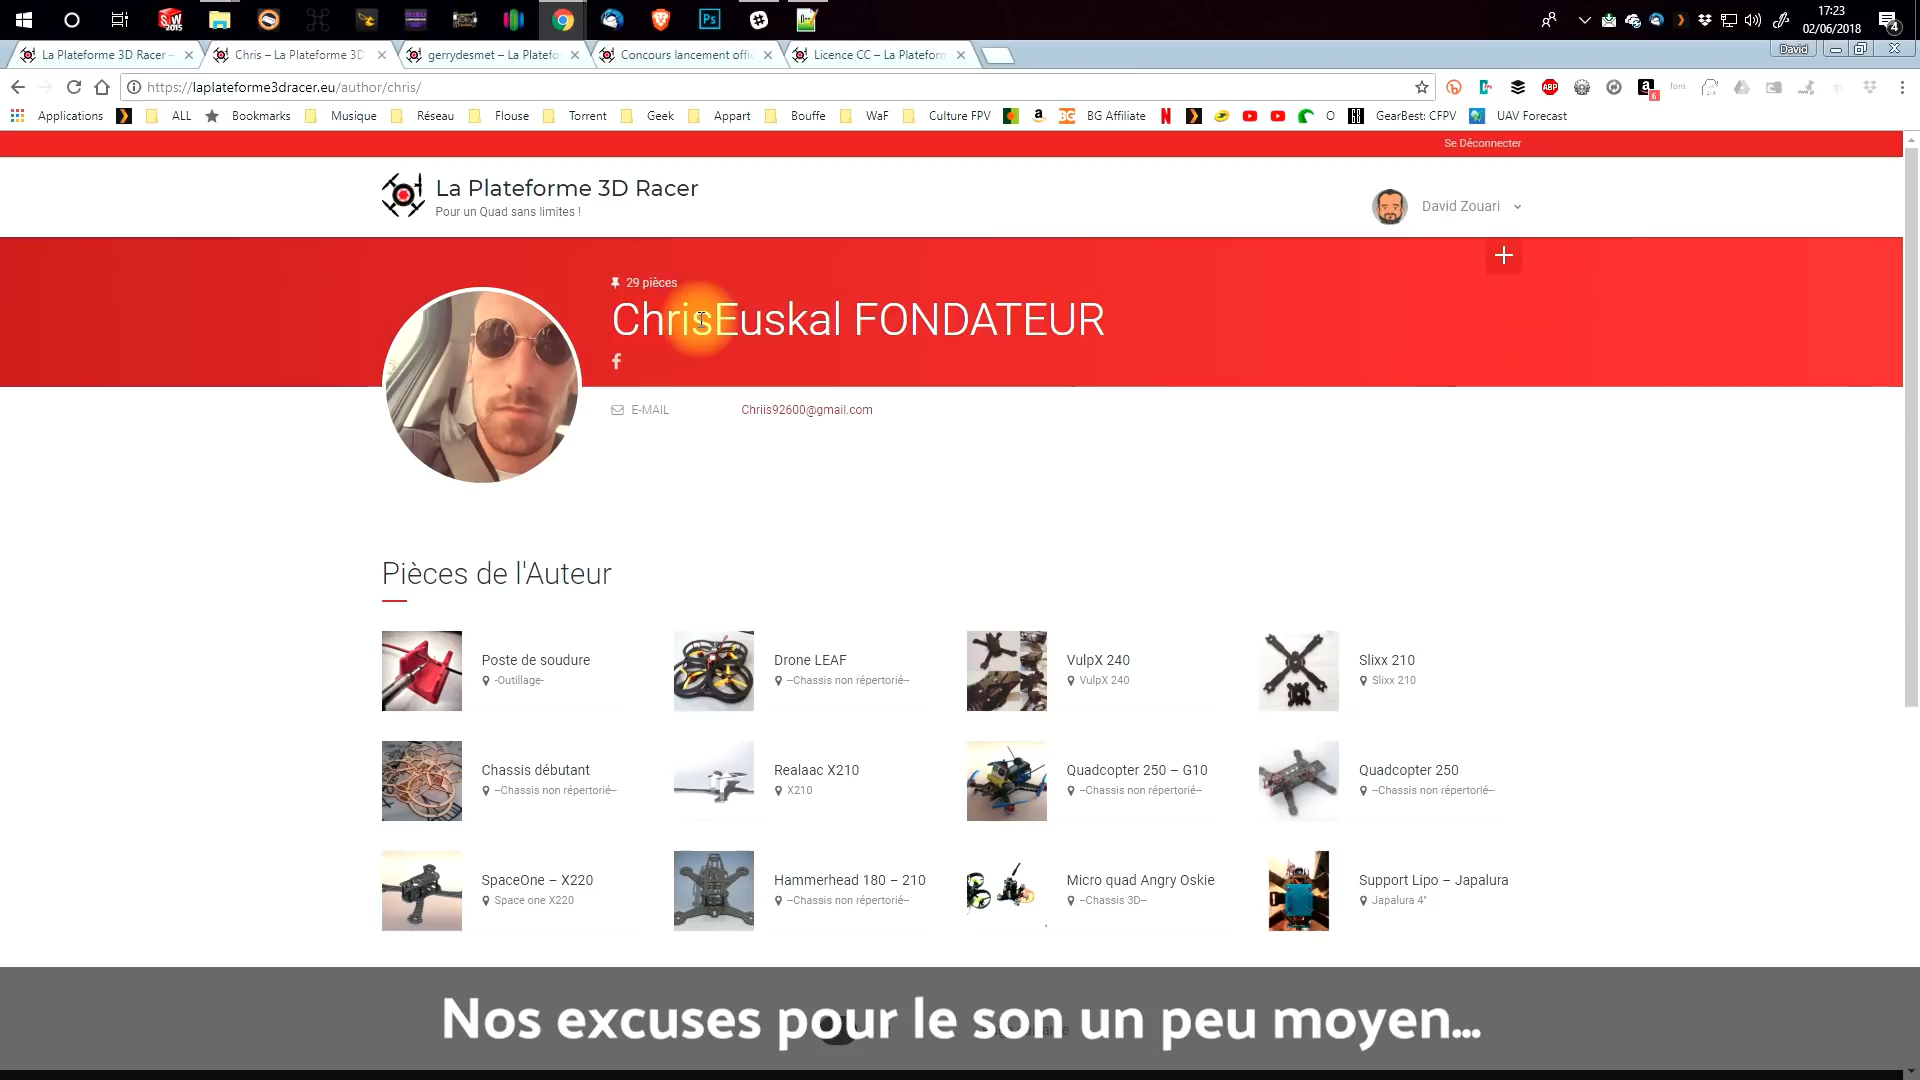 17:23
02/06/2018
4
La Plateforme 3D Racer –
Chris – La Plateforme 3D
gerrydesmet – La Platefo
Concours lancement offic
Licence CC – La Plateform
David
https://laplateforme3dracer.eu/author/chris/
Applications
ALL
Bookmarks
Musique
Réseau
Flouse
Torrent
Geek
Appart
Bouffe
WaF
Culture FPV
BG Affiliate
O
GearBest: CFPV
UAV Forecast
Se Déconnecter
La Plateforme 3D Racer
Pour un Quad sans limites !
David Zouari
29 pièces
ChrisEuskal FONDATEUR
E-MAIL
Chriis92600@gmail.com
Pièces de l'Auteur
Poste de soudure
-Outillage-
Drone LEAF
--Chassis non répertorié--
VulpX 240
VulpX 240
Slixx 210
Slixx 210
Chassis débutant
--Chassis non répertorié--
Realaac X210
X210
Quadcopter 250 – G10
--Chassis non répertorié--
Quadcopter 250
--Chassis non répertorié--
SpaceOne – X220
Space one X220
Hammerhead 180 – 210
--Chassis non répertorié--
Micro quad Angry Oskie
--Chassis 3D--
Support Lipo – Japalura
Japalura 4"
Nos excuses pour le son un peu moyen...